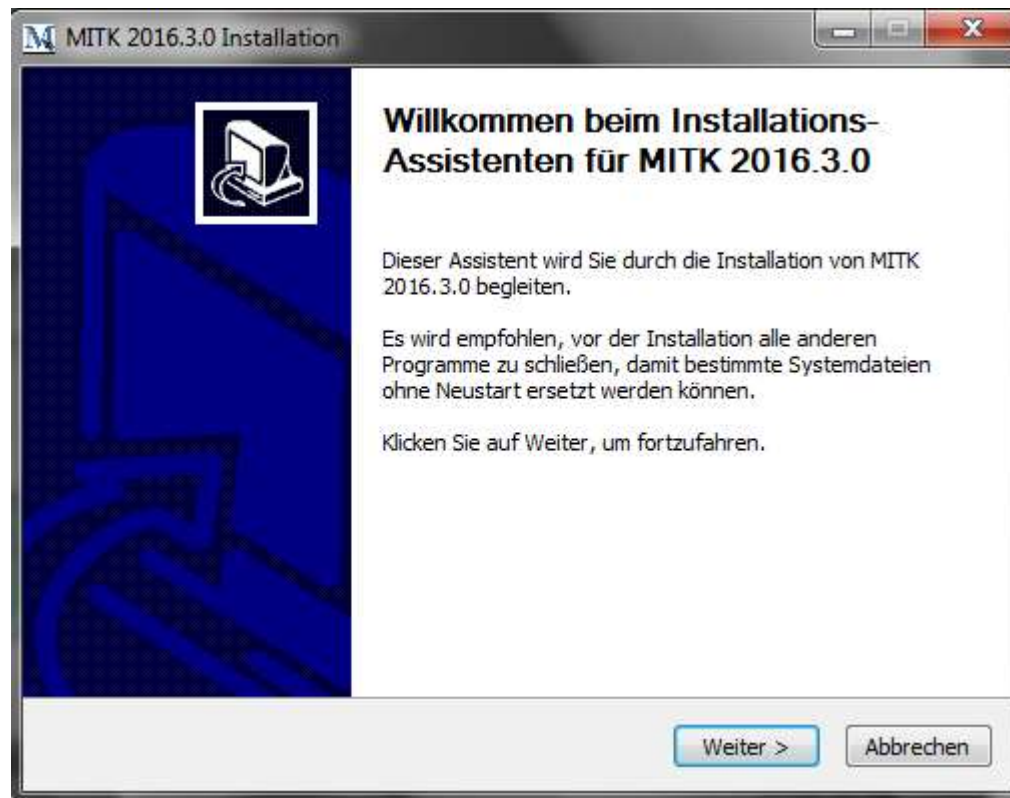 MITK 2016.3.0 Installation
Willkommen beim Installations-
Assistenten für MITK 2016.3.0
Dieser Assistent wird Sie durch die Installation von MITK
2016.3.0 begleiten.
Es wird empfohlen, vor der Installation alle anderen
Programme zu schließen, damit bestimmte Systemdateien
ohne Neustart ersetzt werden können.
Klicken Sie auf Weiter, um fortzufahren.
Weiter >
Abbrechen